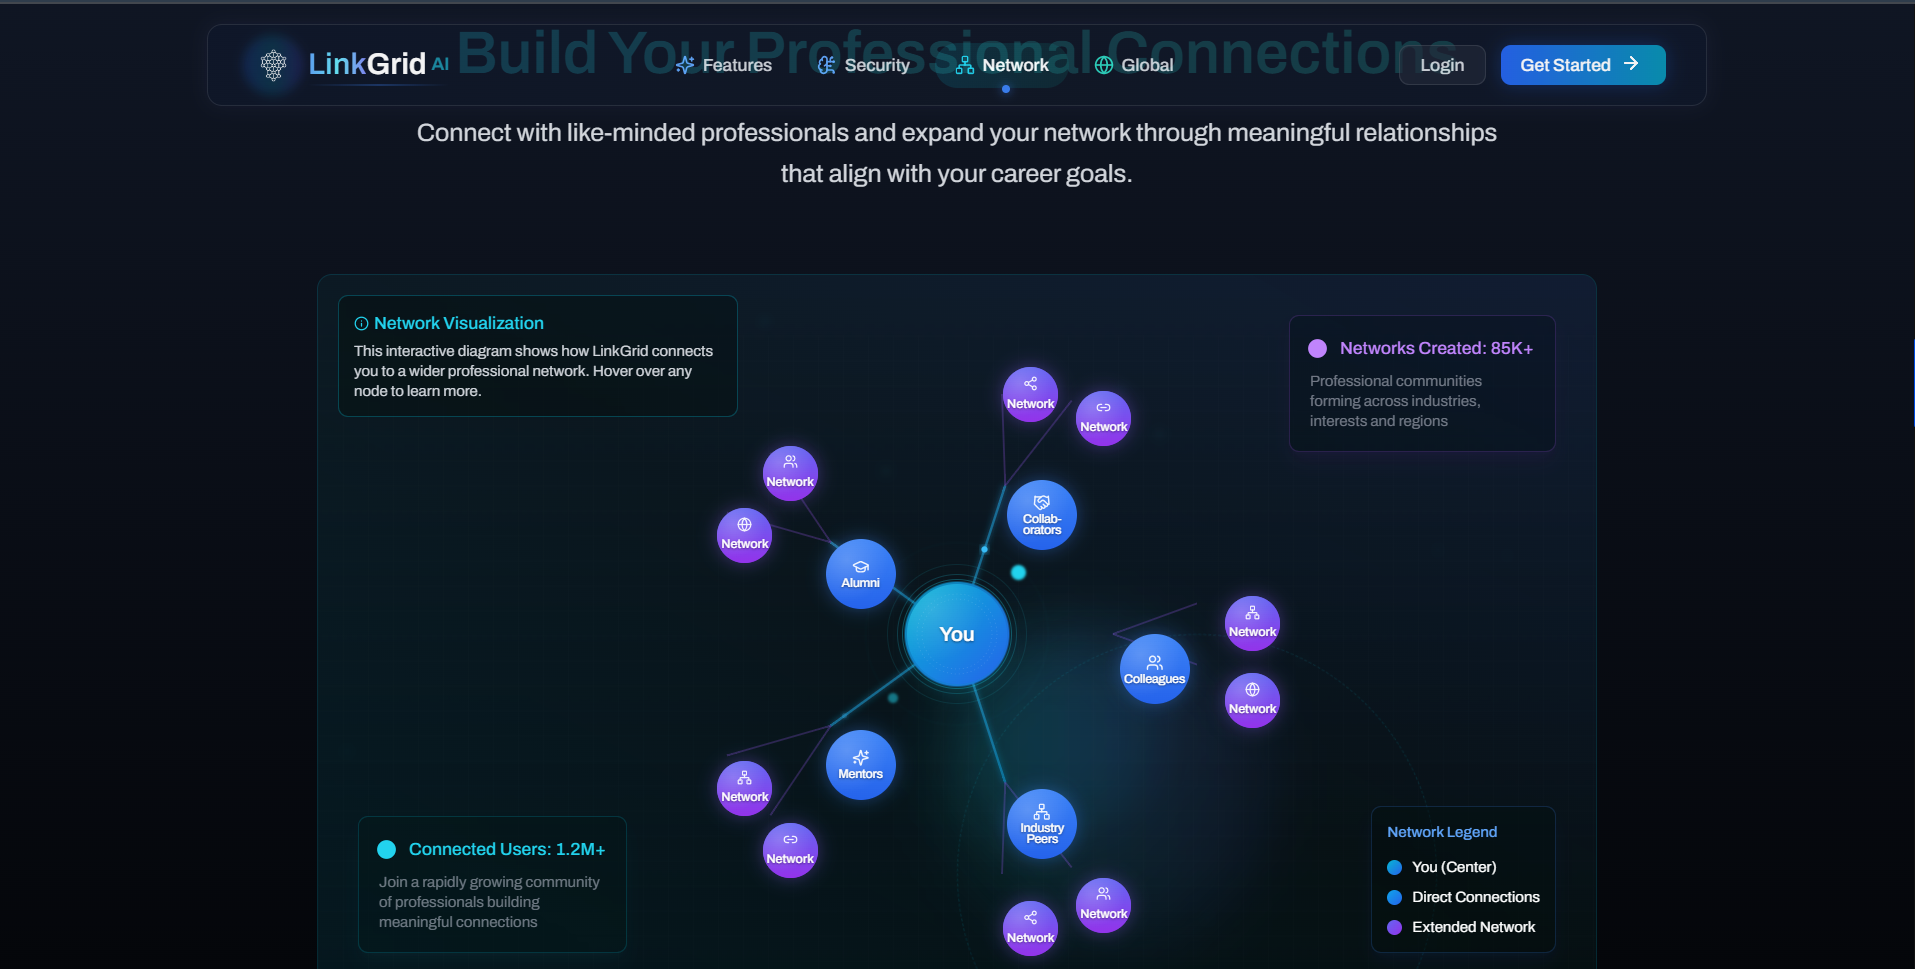 Build Your Professional Connections
LinkGrid AI
Features
Security
Network
Global
Login
Get Started
Connect with like-minded professionals and expand your network through meaningful relationships
that align with your career goals.
Network Visualization
This interactive diagram shows how LinkGrid connects
you to a wider professional network. Hover over any
node to learn more.
Networks Created: 85K+
Professional communities
forming across industries,
interests and regions
Network
Network
Network
Network
Collab-
orators
Alumni
You
Network
Colleagues
Network
Mentors
Network
Industry
Peers
Network
Network
Network
Connected Users: 1.2M+
Join a rapidly growing community
of professionals building
meaningful connections
Network Legend
You (Center)
Direct Connections
Extended Network